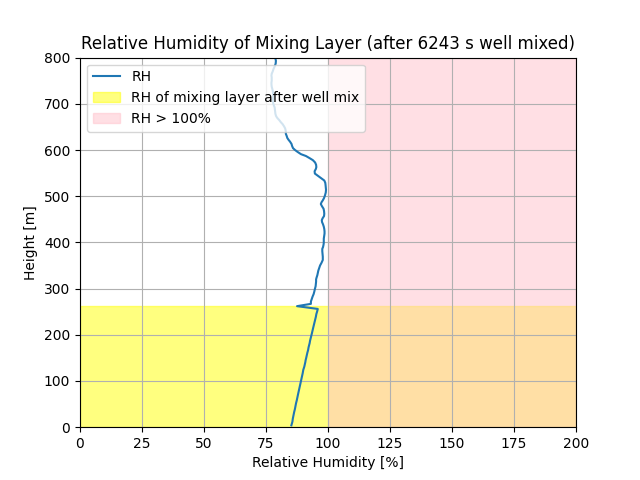 Relative Humidity of Mixing Layer (after 6243 s well mixed)
800
700
600
500
400
300
200
100
0
Height [m]
RH
RH of mixing layer after well mix
RH > 100%
0 25 50 75 100 125 150 175 200
Relative Humidity [%]